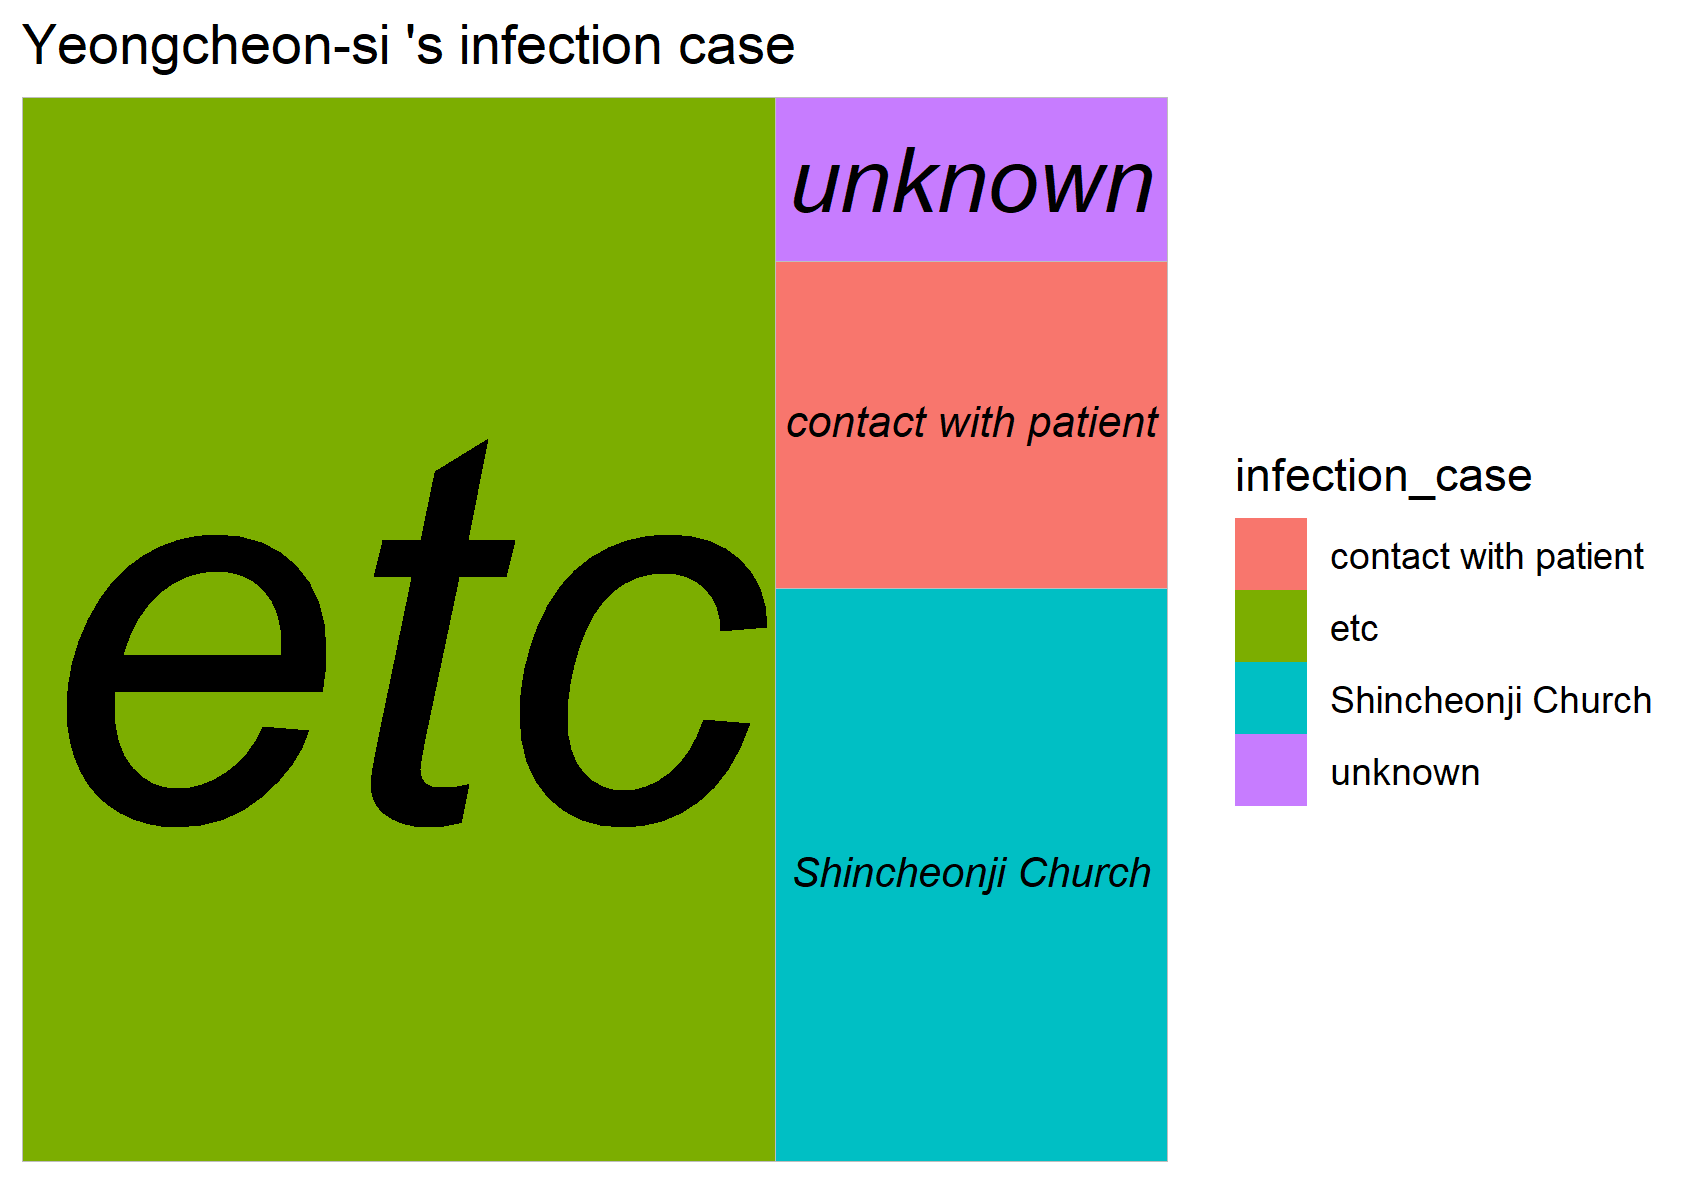 Yeongcheon-si 's infection case
etc
unknown
contact with patient
Shincheonji Church
infection_case
contact with patient
etc
Shincheonji Church
unknown